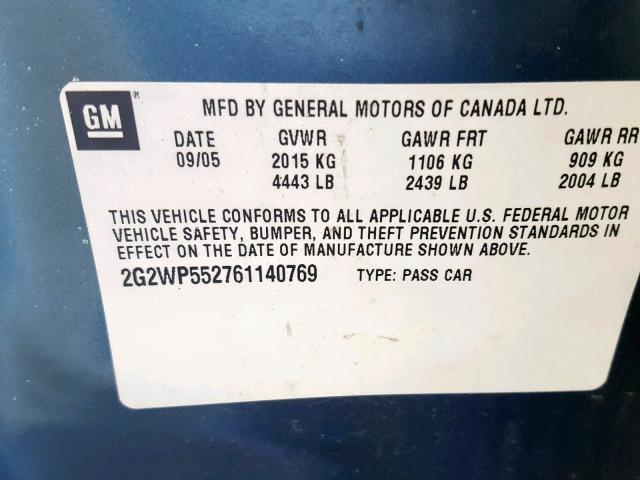 GM ®
MFD BY GENERAL MOTORS OF CANADA LTD.
DATE GVWR GAWR FRT GAWR RR
09/05 2015 KG 1106 KG 909 KG
4443 LB 2439 LB 2004 LB
THIS VEHICLE CONFORMS TO ALL APPLICABLE U.S. FEDERAL MOTOR
VEHICLE SAFETY, BUMPER, AND THEFT PREVENTION STANDARDS IN
EFFECT ON THE DATE OF MANUFACTURE SHOWN ABOVE.
2G2WP552761140769 TYPE: PASS CAR